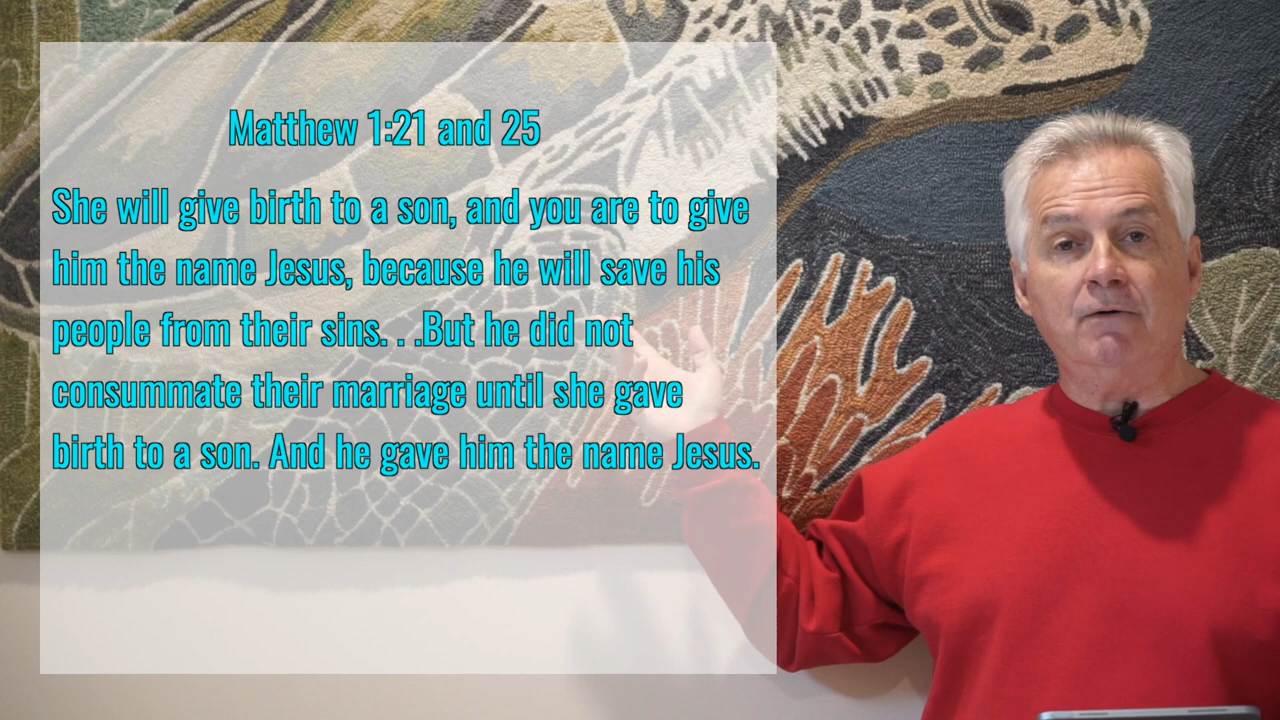 Matthew 1:21 and 25
She will give birth to a son, and you are to give
him the name Jesus, because he will save his
people from their sins. . .But he did not
consummate their marriage until she gave
birth to a son. And he gave him the name Jesus.